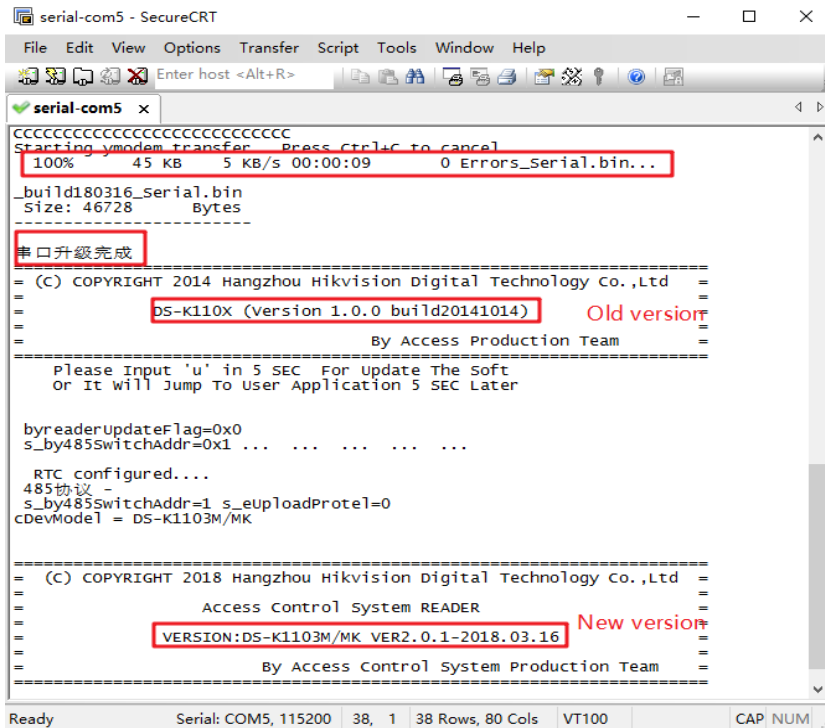 serial-com5 - SecureCRT
File Edit View Options Transfer Script Tools Window Help
Enter host <Alt+R>
serial-com5 x
CCCCCCCCCCCCCCCCCCCCCCCCCCCC
Starting ymodem transfer. Press Ctrl+C to cancel.
100% 45 KB 5 KB/s 00:00:09 0 Errors_Serial.bin...
_build180316_Serial.bin
Size: 46728 Bytes
-------------------------
串口升级完成
======================================================================
= (C) COPYRIGHT 2014 Hangzhou Hikvision Digital Technology Co.,Ltd =
= =
= DS-K110X (Version 1.0.0 build20141014) Old version =
= =
= By Access Production Team =
======================================================================
Please Input 'u' in 5 SEC For Update The Soft
Or It Will Jump To User Application 5 SEC Later
byreaderUpdateFlag=0x0
s_by485SwitchAddr=0x1 ... ... ... ... ...
RTC configured....
485协议 -
s_by485SwitchAddr=1 s_eUploadProtel=0
cDevModel = DS-K1103M/MK
======================================================================
= (C) COPYRIGHT 2018 Hangzhou Hikvision Digital Technology Co.,Ltd =
= =
= Access Control System READER =
= New version =
= VERSION:DS-K1103M/MK VER2.0.1-2018.03.16 =
= =
= By Access Control System Production Team =
======================================================================
Ready Serial: COM5, 115200 38, 1 38 Rows, 80 Cols VT100 CAP NUM